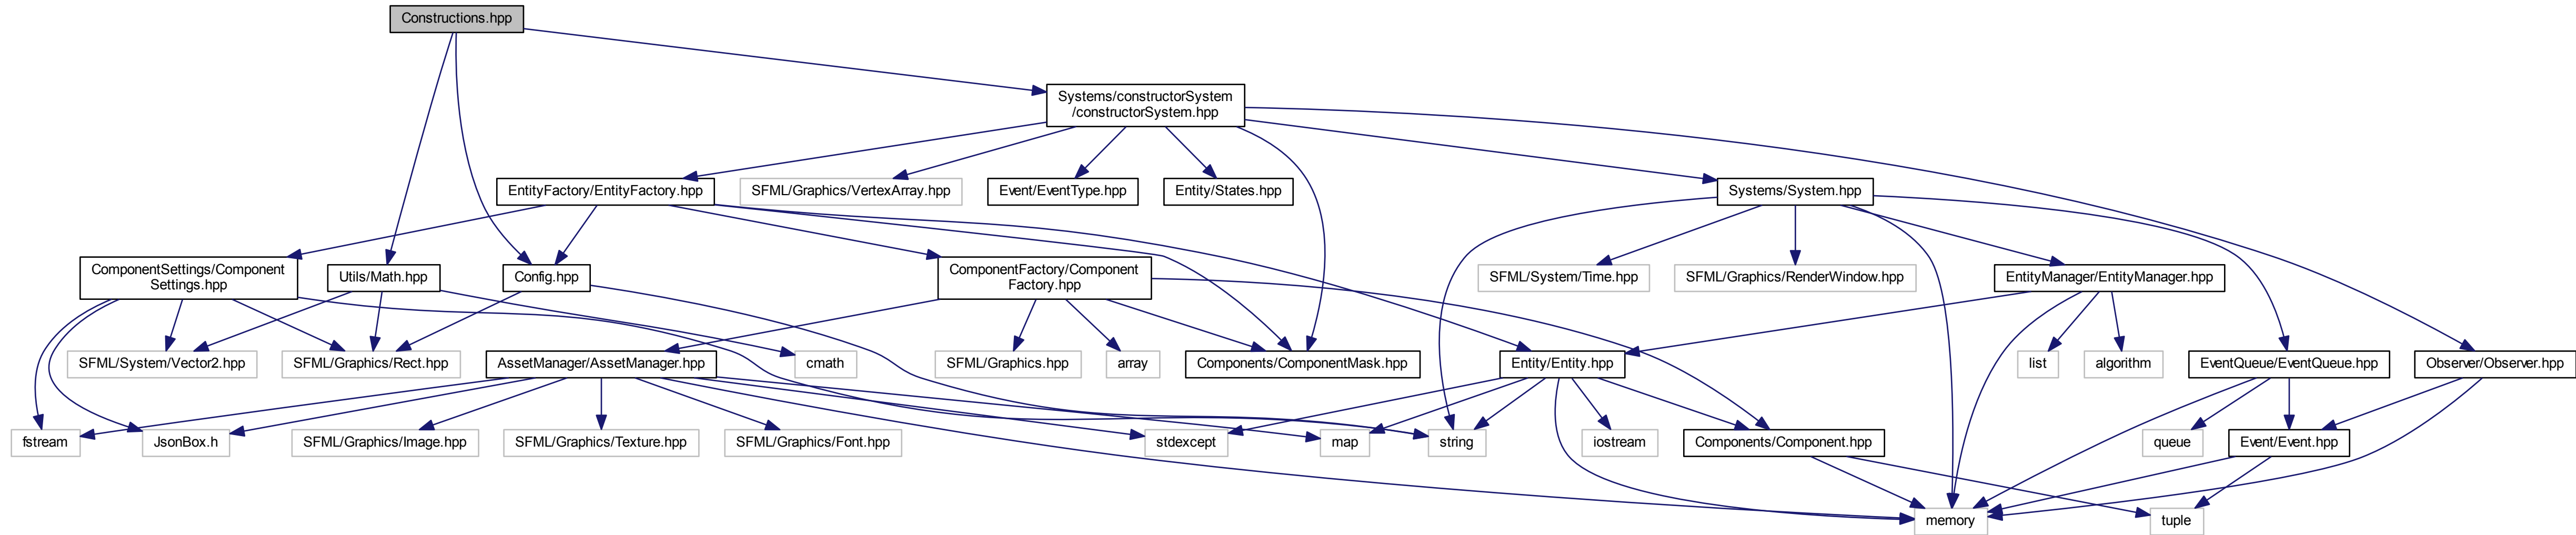 Constructions.hpp
Systems/constructorSystem
/constructorSystem.hpp
EntityFactory/EntityFactory.hpp
SFML/Graphics/VertexArray.hpp
Event/EventType.hpp
Entity/States.hpp
Systems/System.hpp
ComponentSettings/Component
Settings.hpp
Utils/Math.hpp
Config.hpp
ComponentFactory/Component
Factory.hpp
SFML/System/Time.hpp
SFML/Graphics/RenderWindow.hpp
EntityManager/EntityManager.hpp
SFML/System/Vector2.hpp
SFML/Graphics/Rect.hpp
AssetManager/AssetManager.hpp
cmath
SFML/Graphics.hpp
array
Components/ComponentMask.hpp
Entity/Entity.hpp
list
algorithm
EventQueue/EventQueue.hpp
Observer/Observer.hpp
fstream
JsonBox.h
SFML/Graphics/Image.hpp
SFML/Graphics/Texture.hpp
SFML/Graphics/Font.hpp
stdexcept
map
string
iostream
Components/Component.hpp
queue
Event/Event.hpp
memory
tuple